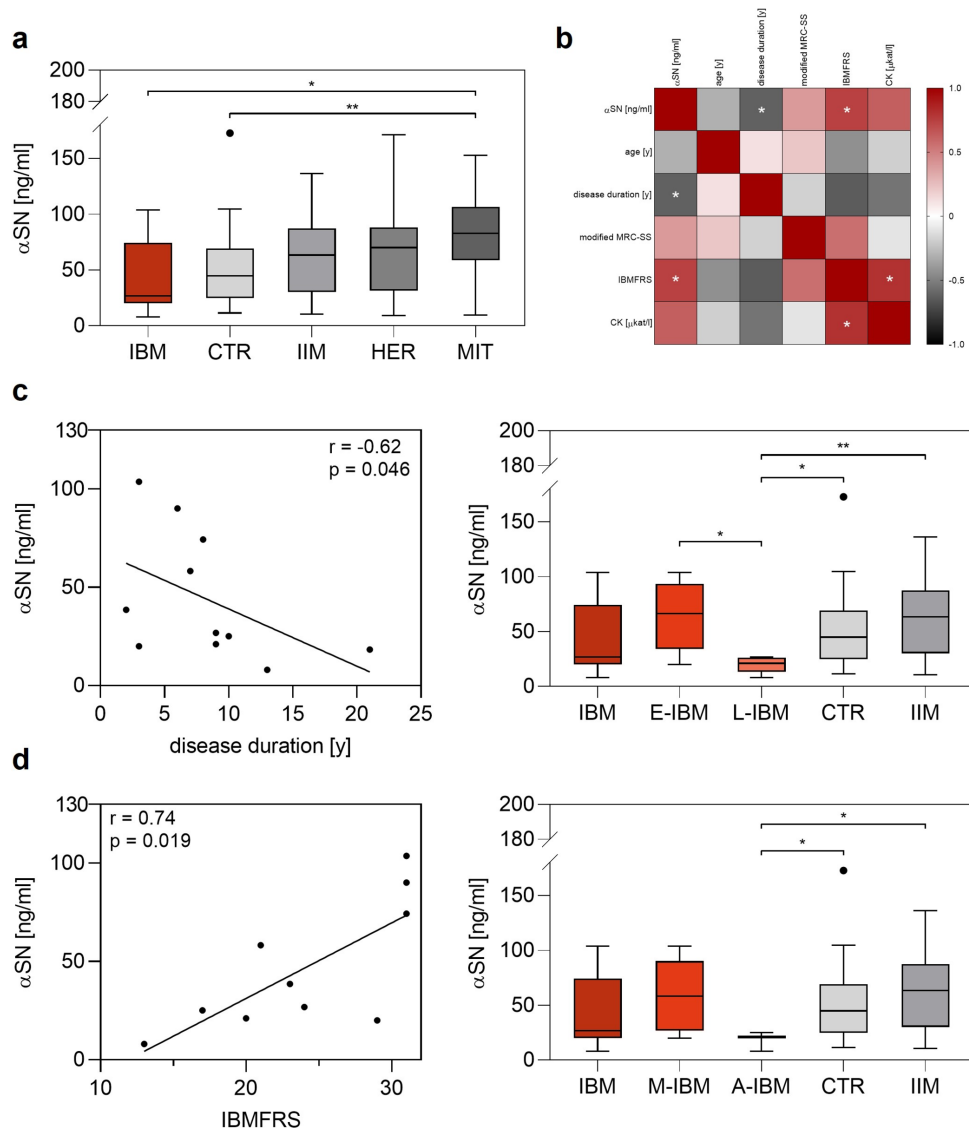 a
200
180
150
100
50
0
αSN [ng/ml]
*
**
IBM CTR IIM HER MIT
b
αSN [ng/ml]
age [y]
disease duration [y]
modified MRC-SS
IBMFRS
CK [μkat/l]
αSN [ng/ml]
age [y]
disease duration [y]
modified MRC-SS
IBMFRS
CK [μkat/l]
* *
*
* *
*
1.0
0.5
0
-0.5
-1.0
c
130
100
50
0
αSN [ng/ml]
r = -0.62
p = 0.046
0 5 10 15 20 25
disease duration [y]
200
180
150
100
50
0
αSN [ng/ml]
**
*
*
IBM E-IBM L-IBM CTR IIM
d
130
100
50
0
αSN [ng/ml]
r = 0.74
p = 0.019
10 20 30
IBMFRS
200
180
150
100
50
0
αSN [ng/ml]
*
*
IBM M-IBM A-IBM CTR IIM